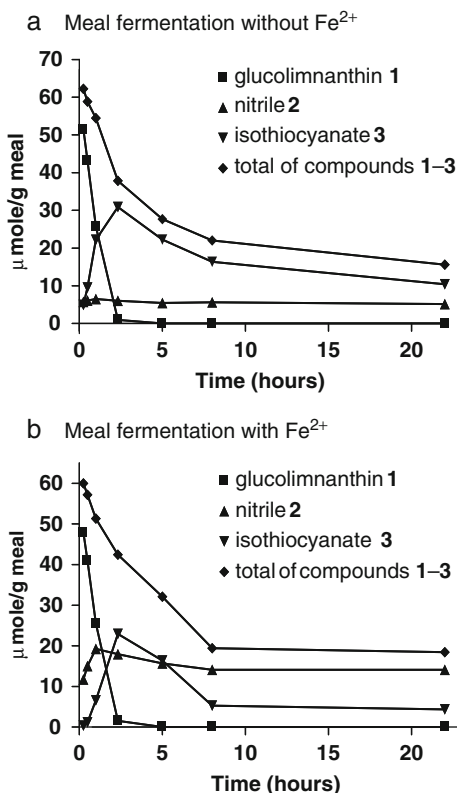 a Meal fermentation without Fe²⁺
70
60
50
40
30
20
10
0
μ mole/g meal
■ glucolimnanthin 1
▲ nitrile 2
▼ isothiocyanate 3
◆ total of compounds 1–3
0 5 10 15 20
Time (hours)
b Meal fermentation with Fe²⁺
60
50
40
30
20
10
0
μ mole/g meal
■ glucolimnanthin 1
▲ nitrile 2
▼ isothiocyanate 3
◆ total of compounds 1–3
0 5 10 15 20
Time (hours)